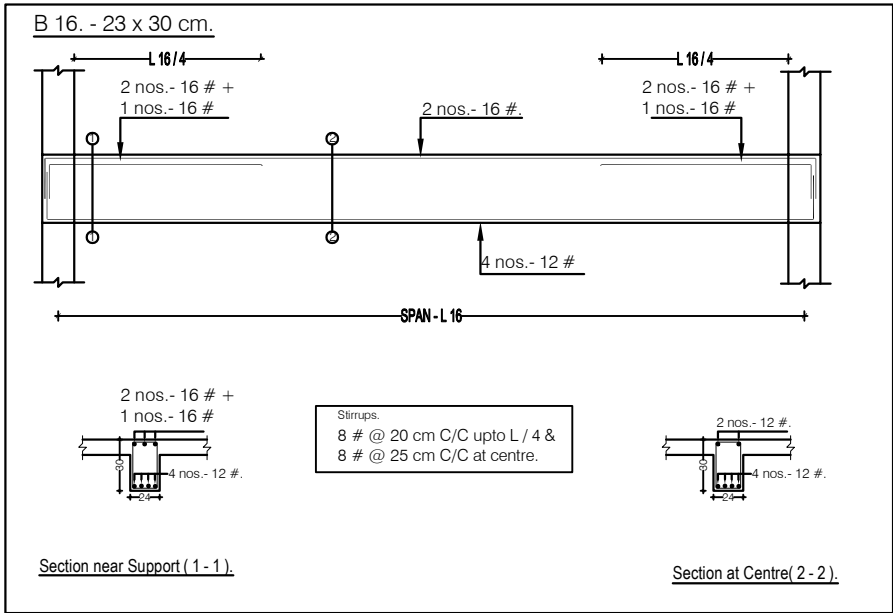 B 16. - 23 x 30 cm.
L 16 / 4
L 16 / 4
2 nos.- 16 # +
1 nos.- 16 #
2 nos.- 16 #.
2 nos.- 16 # +
1 nos.- 16 #
1
2
1
2
4 nos.- 12 #
SPAN - L 16
2 nos.- 16 # +
1 nos.- 16 #
30
4 nos.- 12 #.
24
Stirrups.
8 # @ 20 cm C/C upto L / 4 &
8 # @ 25 cm C/C at centre.
2 nos.- 12 #.
30
4 nos.- 12 #.
24
Section near Support ( 1 - 1 ).
Section at Centre( 2 - 2 ).